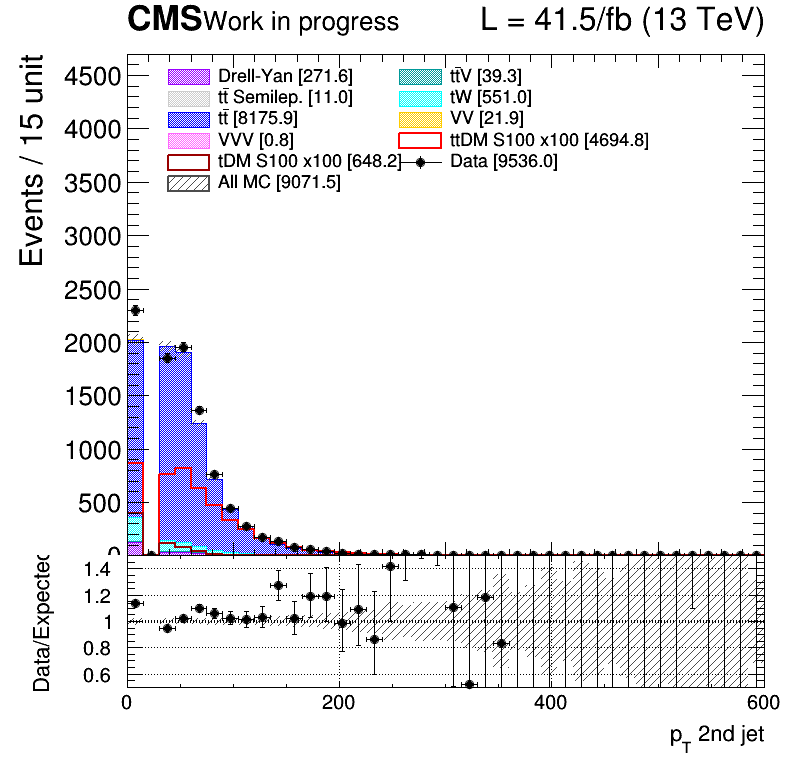 CMS Work in progress L = 41.5/fb (13 TeV)
Events / 15 unit
4500
4000
3500
3000
2500
2000
1500
1000
500
0
Drell-Yan [271.6] tt̄V [39.3]
tt̄ Semilep. [11.0] tW [551.0]
tt̄ [8175.9] VV [21.9]
VVV [0.8] ttDM S100 x100 [4694.8]
tDM S100 x100 [648.2] Data [9536.0]
All MC [9071.5]
Data/Expected
1.4
1.2
1
0.8
0.6
0 200 400 600
p_T 2nd jet